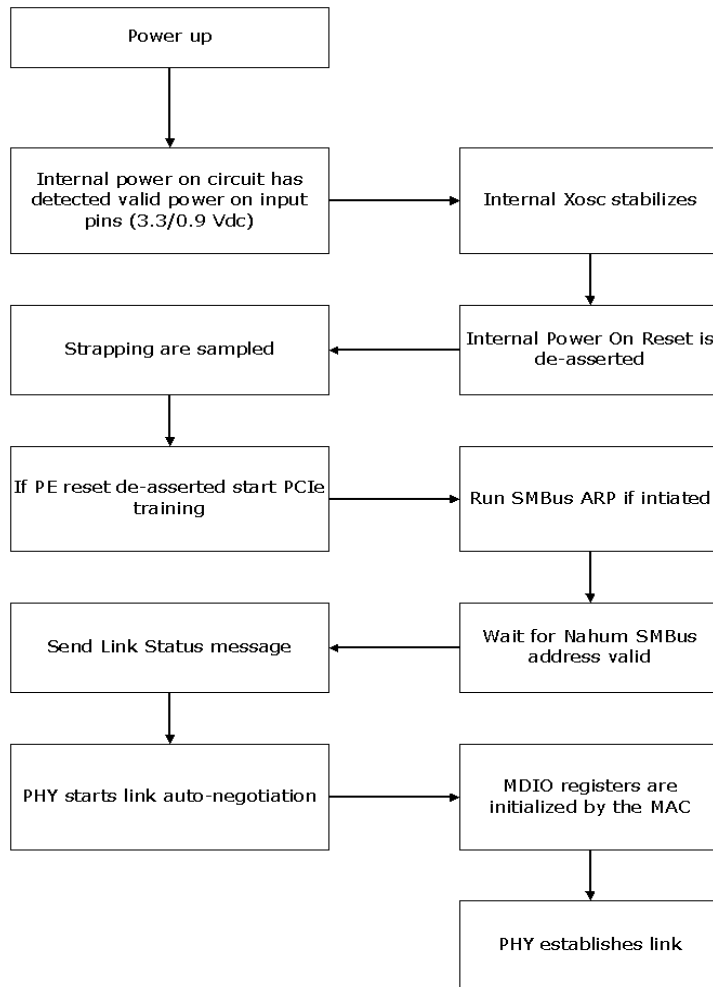 Power up
Internal power on circuit has
detected valid power on input
pins (3.3/0.9 Vdc)
Internal Xosc stabilizes
Internal Power On Reset is
de-asserted
Strapping are sampled
If PE reset de-asserted start PCIe
training
Run SMBus ARP if intiated
Wait for Nahum SMBus
address valid
Send Link Status message
PHY starts link auto-negotiation
MDIO registers are
initialized by the MAC
PHY establishes link